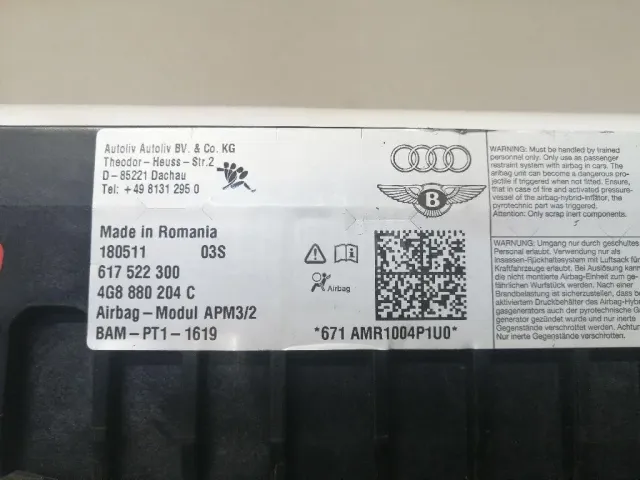 Autoliv Autoliv BV. & Co. KG
Theodor-Heuss-Str.2
D-85221 Dachau
Tel: +49 8131 295 0
Made in Romania
180511 03S
617 522 300
4G8 880 204 C
Airbag-Modul APM3/2
BAM-PT1-1619
B
Airbag
*671 AMR1004P1U0*
WARNING: Must be handled by trained
personnel only. Only use as passenger
restraint system with airbag in cars. The
airbag unit can become a dangerous pro-
jectile if triggered when not fitted. Ensure,
that in case of fire and activated pressure-
vessel of the airbag-hybrid-inflator, the
pyrotechnic part was triggered.
Attention: Only scrap inert components.
WARNUNG: Umgang nur durch geschultes
Personal erlaubt. Verwendung nur als
Insassen-Rückhaltesystem mit Luftsack für
Kraftfahrzeuge erlaubt. Bei Auslösung kann
die nicht montierte Airbag-Einheit zum ge-
fährlichen Wurfstück werden. Nach einer
Brandbelastung ist sicherzustellen, dass bei
aktiviertem Druckbehälter des Airbag-Hybrid-
gasgenerators auch der pyrotechnische Gas-
generator gezündet wurde. Nur inerte
Gegenstände verschrottet werden.
Nur inerte Gegenstände verschrotten.